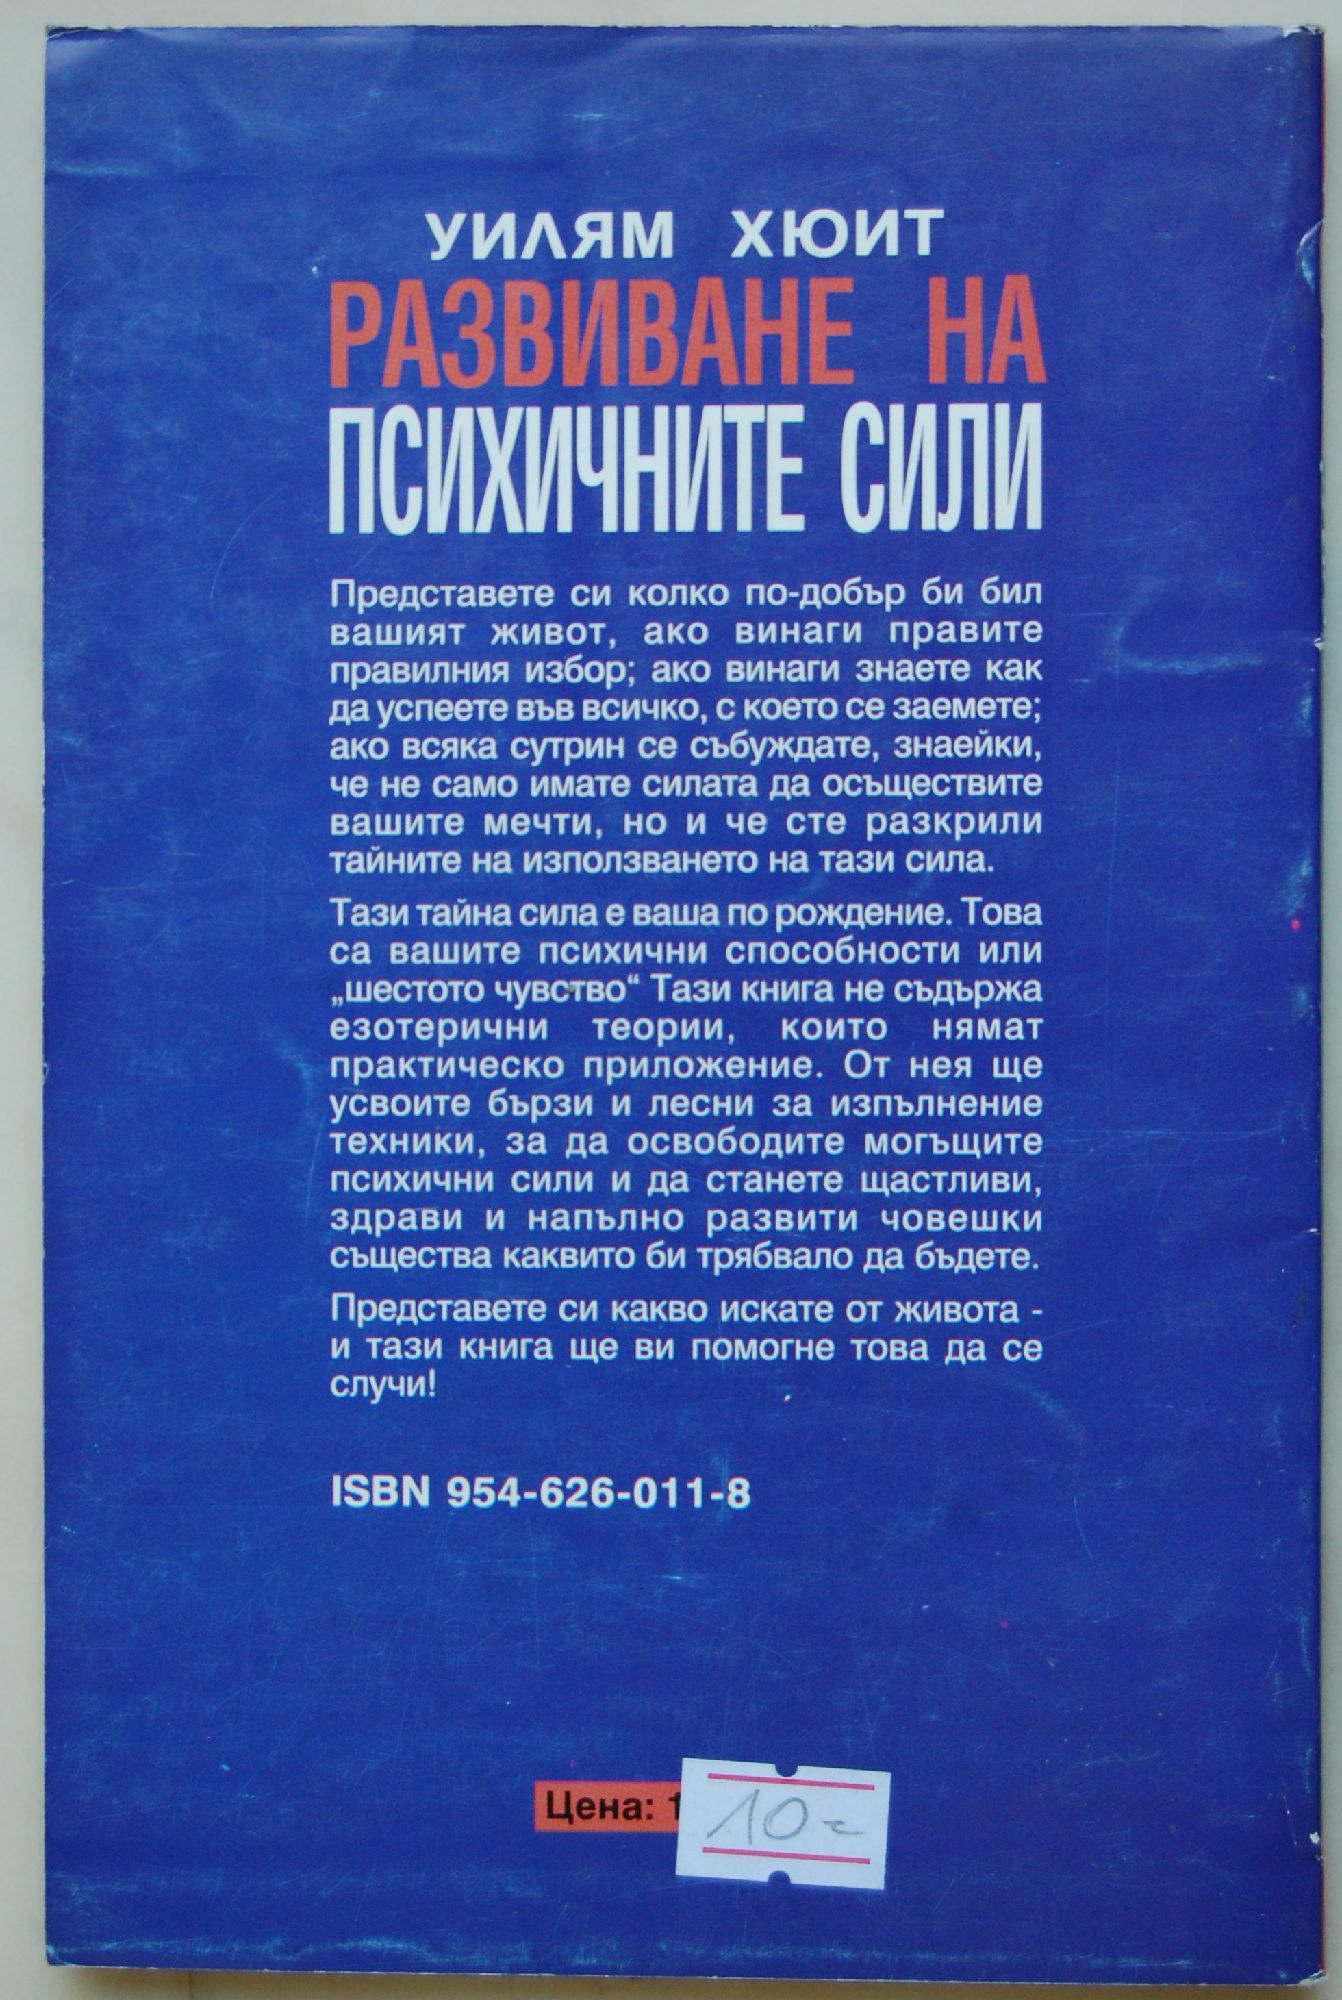 УИЛЯМ ХЮИТ
РАЗВИВАНЕ НА
ПСИХИЧНИТЕ СИЛИ
Представете си колко по-добър би бил
вашият живот, ако винаги правите
правилния избор; ако винаги знаете как
да успеете във всичко, с което се заемете;
ако всяка сутрин се събуждате, знаейки,
че не само имате силата да осъществите
вашите мечти, но и че сте разкрили
тайните на използването на тази сила.
Тази тайна сила е ваша по рождение. Това
са вашите психични способности или
„шестото чувство“ Тази книга не съдържа
езотерични теории, които нямат
практическо приложение. От нея ще
усвоите бързи и лесни за изпълнение
техники, за да освободите могъщите
психични сили и да станете щастливи,
здрави и напълно развити човешки
същества каквито би трябвало да бъдете.
Представете си какво искате от живота -
и тази книга ще ви помогне това да се
случи!
ISBN 954-626-011-8
Цена:
10